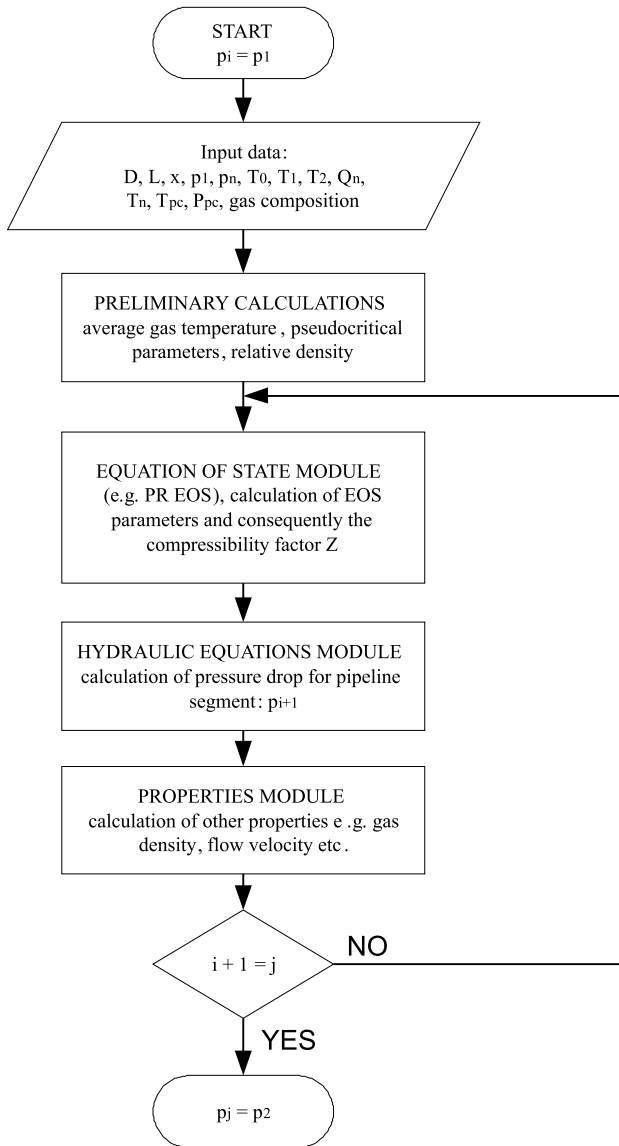 START
pi = p1
Input data:
D, L, x, p1, pn, T0, T1, T2, Qn,
Tn, Tpc, Ppc, gas composition
PRELIMINARY CALCULATIONS
average gas temperature , pseudocritical
parameters, relative density
EQUATION OF STATE MODULE
(e.g. PR EOS), calculation of EOS
parameters and consequently the
compressibility factor Z
HYDRAULIC EQUATIONS MODULE
calculation of pressure drop for pipeline
segment: pi+1
PROPERTIES MODULE
calculation of other properties e .g. gas
density, flow velocity etc .
i + 1 = j
NO
YES
pj = p2